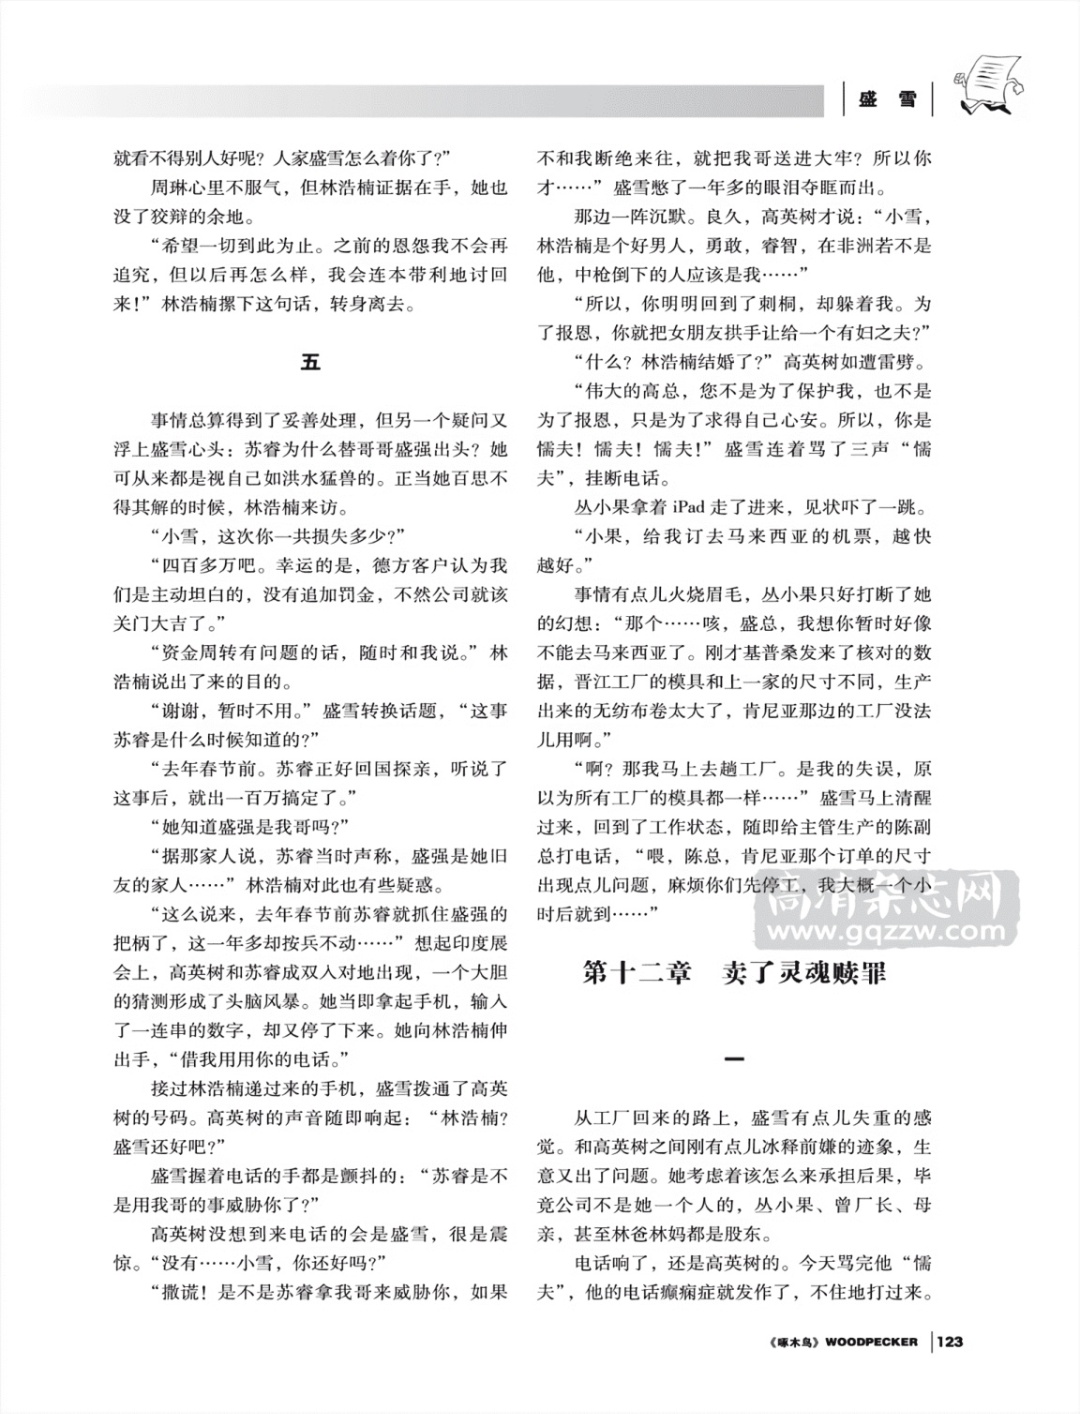 盛 雪
就看不得别人好呢？人家盛雪怎么着你了？”
周琳心里不服气，但林浩楠证据在手，她也
没了狡辩的余地。
“希望一切到此为止。之前的恩怨我不会再
追究，但以后再怎么样，我会连本带利地讨回
来！”林浩楠摞下这句话，转身离去。
五
事情总算得到了妥善处理，但另一个疑问又
浮上盛雪心头：苏睿为什么替哥哥盛强出头？她
可从来都是视自己如洪水猛兽的。正当她百思不
得其解的时候，林浩楠来访。
“小雪，这次你一共损失多少？”
“四百多万吧。幸运的是，德方客户认为我
们是主动坦白的，没有追加罚金，不然公司就该
关门大吉了。”
“资金周转有问题的话，随时和我说。”林
浩楠说出了来的目的。
“谢谢，暂时不用。”盛雪转换话题，“这事
苏睿是什么时候知道的？”
“去年春节前。苏睿正好回国探亲，听说了
这事后，就出一百万搞定了。”
“她知道盛强是我哥吗？”
“据那家人说，苏睿当时声称，盛强是她旧
友的家人……”林浩楠对此也有些疑惑。
“这么说来，去年春节前苏睿就抓住盛强的
把柄了，这一年多却按兵不动……”想起印度展
会上，高英树和苏睿成双入对地出现，一个大胆
的猜测形成了头脑风暴。她当即拿起手机，输入
了一连串的数字，却又停了下来。她向林浩楠伸
出手，“借我用用你的电话。”
接过林浩楠递过来的手机，盛雪拨通了高英
树的号码。高英树的声音随即响起：“林浩楠？
盛雪还好吧？”
盛雪握着电话的手都是颤抖的：“苏睿是不
是用我哥的事威胁你了？”
高英树没想到来电话的会是盛雪，很是震
惊。“没有……小雪，你还好吗？”
“撒谎！是不是苏睿拿我哥来威胁你，如果
不和我断绝来往，就把我哥送进大牢？所以你
才……”盛雪憋了一年多的眼泪夺眶而出。
那边一阵沉默。良久，高英树才说：“小雪，
林浩楠是个好男人，勇敢，睿智，在非洲若不是
他，中枪倒下的人应该是我……”
“所以，你明明回到了刺桐，却躲着我。为
了报恩，你就把女朋友拱手让给一个有妇之夫？”
“什么？林浩楠结婚了？”高英树如遭雷劈。
“伟大的高总，您不是为了保护我，也不是
为了报恩，只是为了求得自己心安。所以，你是
懦夫！懦夫！懦夫！”盛雪连着骂了三声“懦
夫”，挂断电话。
丛小果拿着 iPad 走了进来，见状吓了一跳。
“小果，给我订去马来西亚的机票，越快
越好。”
事情有点儿火烧眉毛，丛小果只好打断了她
的幻想：“那个……咳，盛总，我想你暂时好像
不能去马来西亚了。刚才基普桑发来了核对的数
据，晋江工厂的模具和上一家的尺寸不同，生产
出来的无纺布卷太大了，肯尼亚那边的工厂没法
儿用啊。”
“啊？那我马上去趟工厂。是我的失误，原
以为所有工厂的模具都一样……”盛雪马上清醒
过来，回到了工作状态，随即给主管生产的陈副
总打电话，“喂，陈总，肯尼亚那个订单的尺寸
出现点儿问题，麻烦你们先停工，我大概一个小
时后就到……”
高清杂志网
www.gqzzw.com
第十二章 卖了灵魂赎罪
一
从工厂回来的路上，盛雪有点儿失重的感
觉。和高英树之间刚有点儿冰释前嫌的迹象，生
意又出了问题。她考虑着该怎么来承担后果，毕
竟公司不是她一个人的，丛小果、曾厂长、母
亲，甚至林爸林妈都是股东。
电话响了，还是高英树的。今天骂完他“懦
夫”，他的电话癫痫症就发作了，不住地打过来。
《啄木鸟》WOODPECKER 123